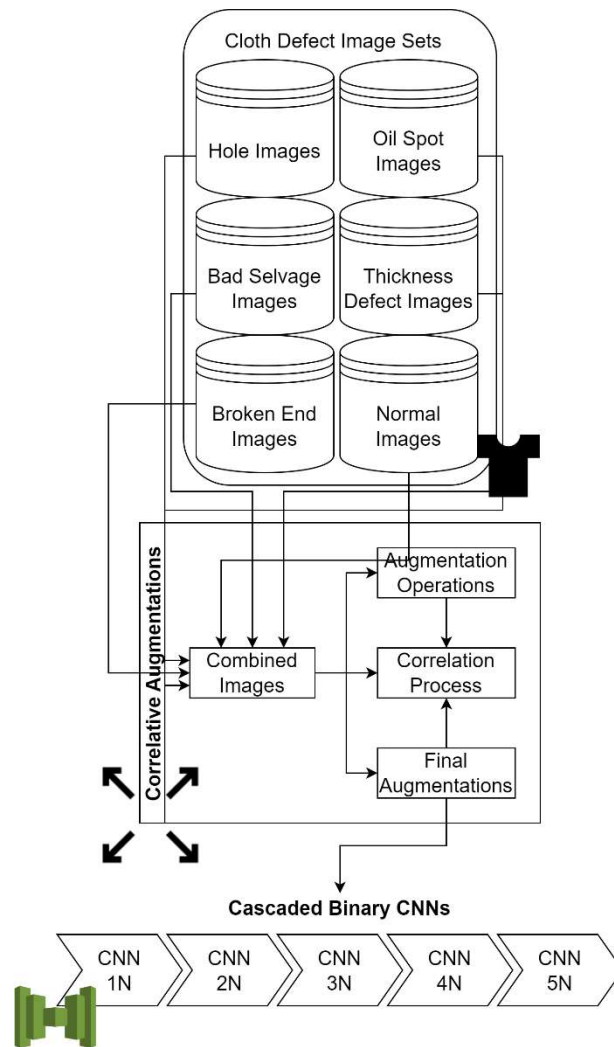 Cloth Defect Image Sets
Hole Images
Oil Spot
Images
Bad Selvage
Images
Thickness
Defect Images
Broken End
Images
Normal
Images
Correlative Augmentations
Augmentation
Operations
Combined
Images
Correlation
Process
Final
Augmentations
Cascaded Binary CNNs
CNN
1N
CNN
2N
CNN
3N
CNN
4N
CNN
5N